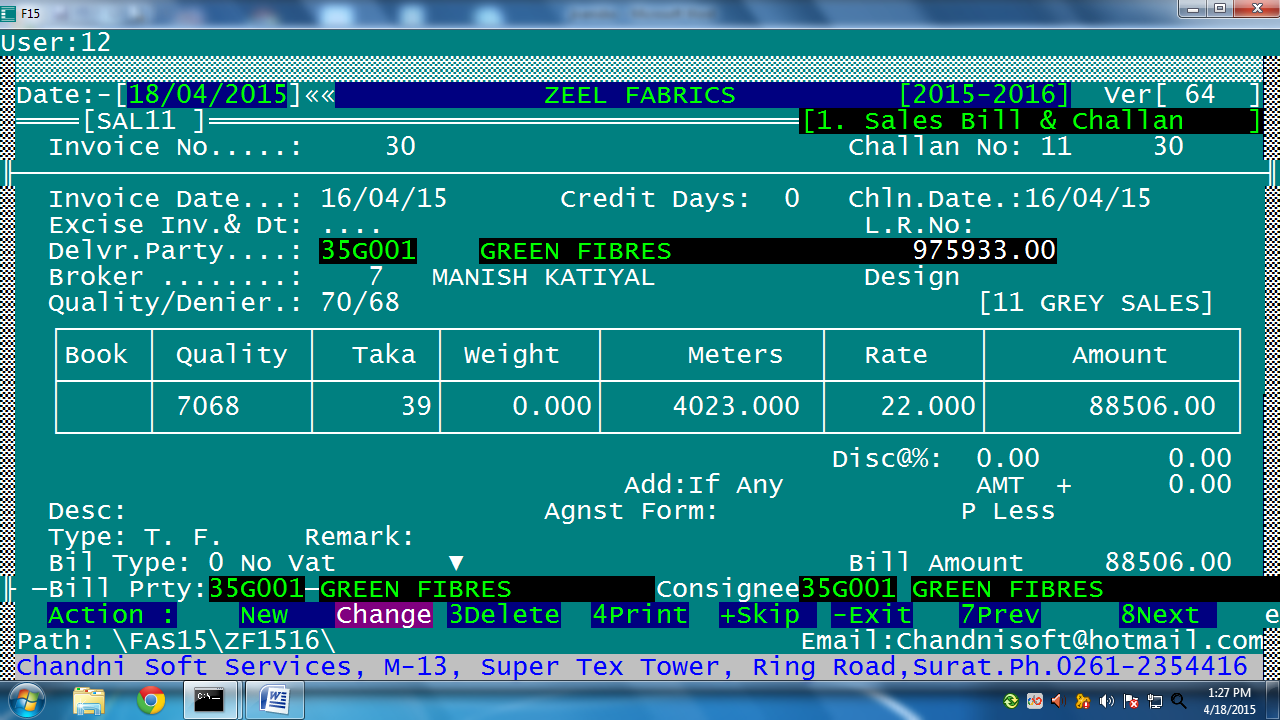 F15
User:12
Date:-[18/04/2015]«« ZEEL FABRICS [2015-2016] Ver[ 64 ]
[SAL11 ] [1. Sales Bill & Challan ]
Invoice No.....: 30 Challan No: 11 30
Invoice Date...: 16/04/15 Credit Days: 0 Chln.Date.:16/04/15
Excise Inv.& Dt: .... L.R.No:
Delvr.Party....: 35G001 GREEN FIBRES 975933.00
Broker ........: 7 MANISH KATIYAL Design
Quality/Denier.: 70/68 [11 GREY SALES]
Book Quality Taka Weight Meters Rate Amount
7068 39 0.000 4023.000 22.000 88506.00
Disc@%: 0.00 0.00
Add:If Any AMT + 0.00
Desc: Agnst Form: P Less
Type: T. F. Remark:
Bil Type: 0 No Vat ▼ Bill Amount 88506.00
-Bill Prty:35G001-GREEN FIBRES Consignee35G001 GREEN FIBRES
Action : New Change 3Delete 4Print +Skip -Exit 7Prev 8Next e
Path: \FAS15\ZF1516\ Email:Chandnisoft@hotmail.com
Chandni Soft Services, M-13, Super Tex Tower, Ring Road,Surat.Ph.0261-2354416
1:27 PM
4/18/2015